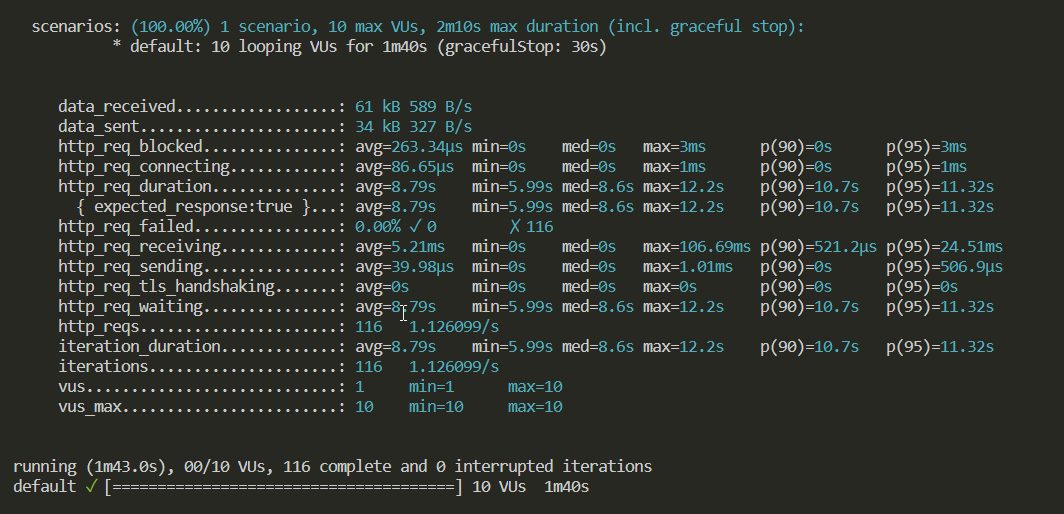 scenarios: (100.00%) 1 scenario, 10 max VUs, 2m10s max duration (incl. graceful stop):
* default: 10 looping VUs for 1m40s (gracefulStop: 30s)
data_received..................: 61 kB 589 B/s
data_sent......................: 34 kB 327 B/s
http_req_blocked...............: avg=263.34µs min=0s med=0s max=3ms p(90)=0s p(95)=3ms
http_req_connecting............: avg=86.65µs min=0s med=0s max=1ms p(90)=0s p(95)=1ms
http_req_duration..............: avg=8.79s min=5.99s med=8.6s max=12.2s p(90)=10.7s p(95)=11.32s
{ expected_response:true }...: avg=8.79s min=5.99s med=8.6s max=12.2s p(90)=10.7s p(95)=11.32s
http_req_failed................: 0.00% ✓ 0 ✗ 116
http_req_receiving.............: avg=5.21ms min=0s med=0s max=106.69ms p(90)=521.2µs p(95)=24.51ms
http_req_sending...............: avg=39.98µs min=0s med=0s max=1.01ms p(90)=0s p(95)=506.9µs
http_req_tls_handshaking.......: avg=0s min=0s med=0s max=0s p(90)=0s p(95)=0s
http_req_waiting...............: avg=8.79s min=5.99s med=8.6s max=12.2s p(90)=10.7s p(95)=11.32s
http_reqs......................: 116 1.126099/s
iteration_duration.............: avg=8.79s min=5.99s med=8.6s max=12.2s p(90)=10.7s p(95)=11.32s
iterations.....................: 116 1.126099/s
vus............................: 1 min=1 max=10
vus_max........................: 10 min=10 max=10
running (1m43.0s), 00/10 VUs, 116 complete and 0 interrupted iterations
default ✓ [======================================] 10 VUs 1m40s